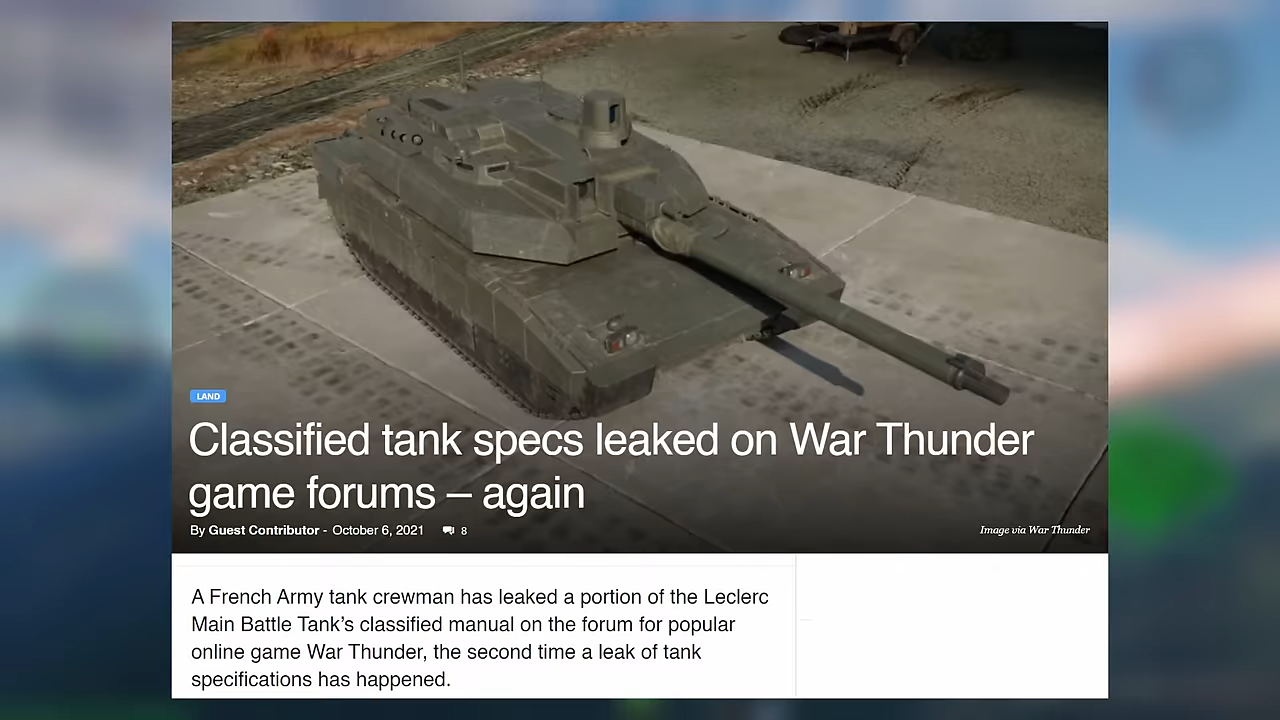 LAND
Classified tank specs leaked on War Thunder
game forums – again
By Guest Contributor - October 6, 2021 8
Image via War Thunder
A French Army tank crewman has leaked a portion of the Leclerc
Main Battle Tank’s classified manual on the forum for popular
online game War Thunder, the second time a leak of tank
specifications has happened.